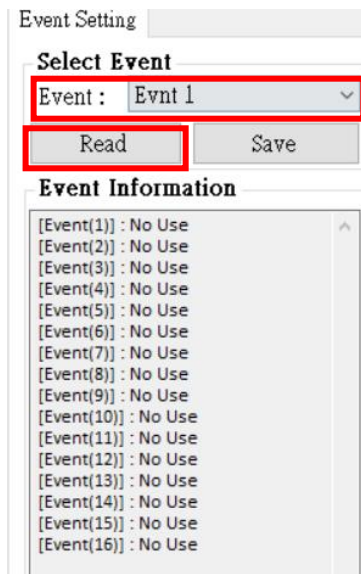 Event Setting
Select Event
Event : Evnt 1
Read Save
Event Information
[Event(1)] : No Use
[Event(2)] : No Use
[Event(3)] : No Use
[Event(4)] : No Use
[Event(5)] : No Use
[Event(6)] : No Use
[Event(7)] : No Use
[Event(8)] : No Use
[Event(9)] : No Use
[Event(10)] : No Use
[Event(11)] : No Use
[Event(12)] : No Use
[Event(13)] : No Use
[Event(14)] : No Use
[Event(15)] : No Use
[Event(16)] : No Use